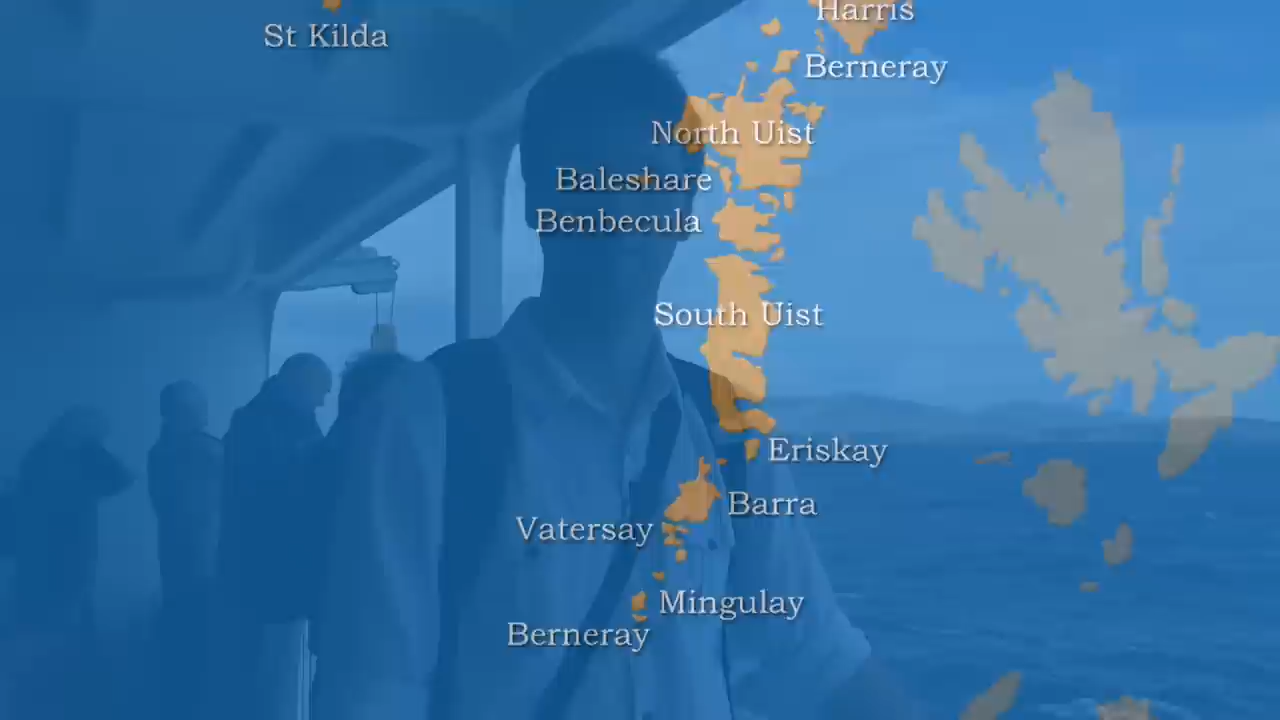 Harris
St Kilda
Berneray
North Uist
Baleshare
Benbecula
South Uist
Eriskay
Barra
Vatersay
Mingulay
Berneray